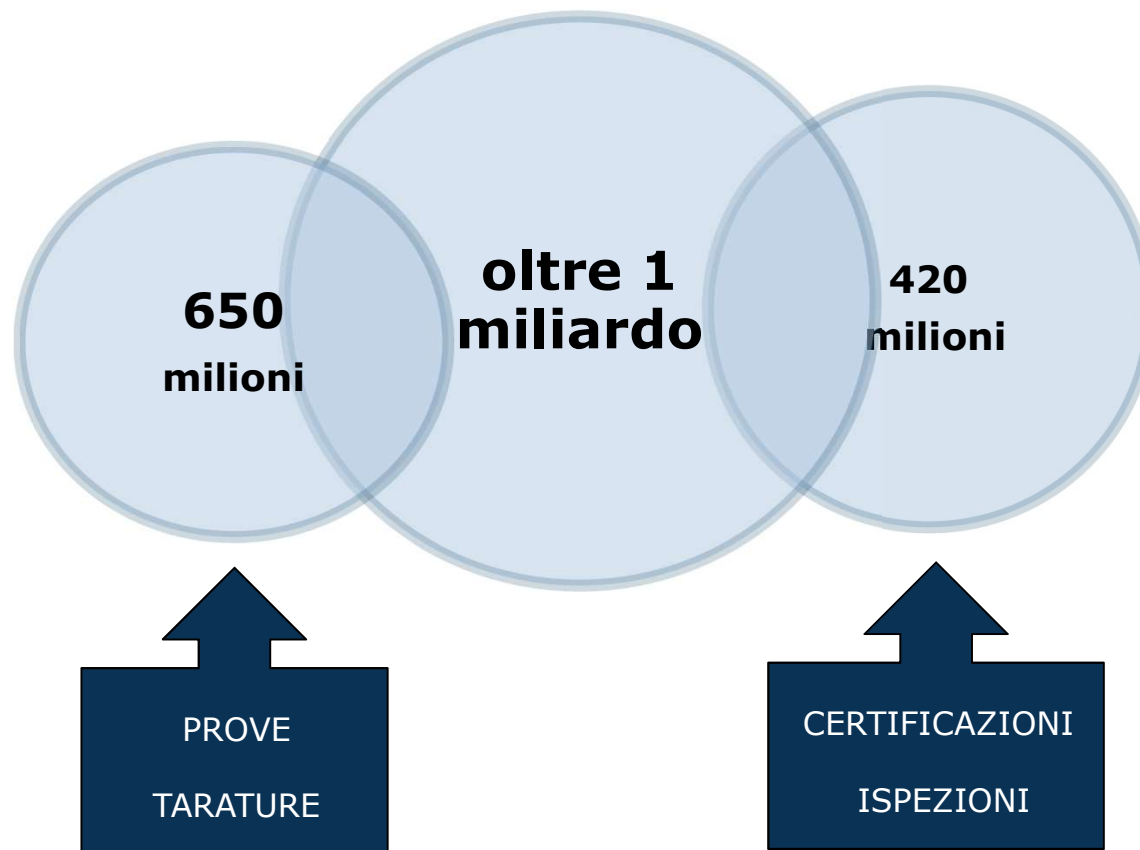 650
milioni
oltre 1
miliardo
420
milioni
PROVE
TARATURE
CERTIFICAZIONI
ISPEZIONI